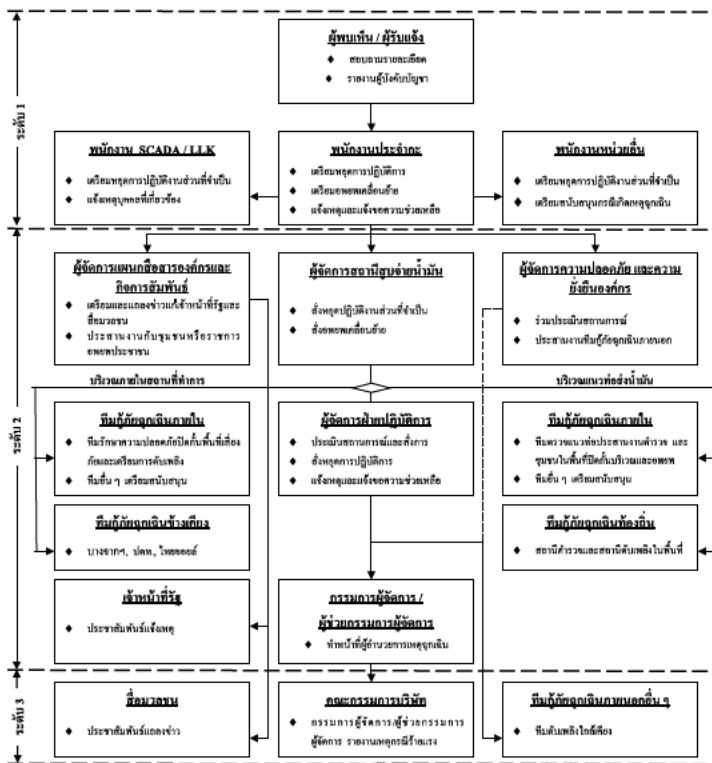 ผู้พบเห็น / ผู้รับแจ้ง
♦ สอบถามรายละเอียด
♦ รายงานผู้บังคับบัญชา
ระดับ 1
พนักงาน SCADA / LLK
♦ เตรียมหยุดการปฏิบัติงานส่วนที่จำเป็น
♦ แจ้งเหตุบุคคลที่เกี่ยวข้อง
พนักงานประจำกะ
♦ เตรียมหยุดการปฏิบัติการ
♦ เตรียมอพยพเคลื่อนย้าย
♦ แจ้งเหตุและแจ้งขอความช่วยเหลือ
พนักงานหน่วยอื่น
♦ เตรียมหยุดการปฏิบัติงานส่วนที่จำเป็น
♦ เตรียมสนับสนุนกรณีเกิดเหตุฉุกเฉิน
ผู้จัดการแผนกสื่อสารองค์กรและ
กิจการสัมพันธ์
♦ เตรียมและแถลงข่าวแก่เจ้าหน้าที่รัฐและ
สื่อมวลชน
♦ ประสานงานกับชุมชนหรือราชการ
อพยพประชาชน
ผู้จัดการสถานีสูบจ่ายน้ำมัน
♦ สั่งหยุดปฏิบัติงานส่วนที่จำเป็น
♦ สั่งอพยพเคลื่อนย้าย
ผู้จัดการความปลอดภัย และความ
ยั่งยืนองค์กร
♦ ร่วมประเมินสถานการณ์
♦ ประสานงานทีมกู้ภัยฉุกเฉินภายนอก
บริเวณภายในสถานที่ทำการ
บริเวณแนวท่อส่งน้ำมัน
ระดับ 2
ทีมกู้ภัยฉุกเฉินภายใน
♦ ทีมรักษาความปลอดภัยปิดกั้นพื้นที่เสี่ยง
ภัยและเตรียมการดับเพลิง
♦ ทีมอื่น ๆ เตรียมสนับสนุน
ผู้จัดการฝ่ายปฏิบัติการ
♦ ประเมินสถานการณ์และสั่งการ
♦ สั่งหยุดการปฏิบัติการ
♦ แจ้งเหตุและแจ้งขอความช่วยเหลือ
ทีมกู้ภัยฉุกเฉินภายใน
♦ ทีมตรวจแนวท่อประสานงานตำรวจ และ
ชุมชนในพื้นที่ปิดกั้นบริเวณและอพยพ
♦ ทีมอื่น ๆ เตรียมสนับสนุน
ทีมกู้ภัยฉุกเฉินข้างเคียง
♦ บางจากฯ, ปตท., ไทยออยล์
ทีมกู้ภัยฉุกเฉินท้องถิ่น
♦ สถานีตำรวจและสถานีดับเพลิงในพื้นที่
เจ้าหน้าที่รัฐ
♦ ประชาสัมพันธ์แจ้งเหตุ
กรรมการผู้จัดการ /
ผู้ช่วยกรรมการผู้จัดการ
♦ ทำหน้าที่ผู้อำนวยการเหตุฉุกเฉิน
ระดับ 3
สื่อมวลชน
♦ ประชาสัมพันธ์แถลงข่าว
คณะกรรมการบริษัท
♦ กรรมการผู้จัดการ/ผู้ช่วยกรรมการ
ผู้จัดการ รายงานเหตุกรณีร้ายแรง
ทีมกู้ภัยฉุกเฉินภายนอกอื่น ๆ
♦ ทีมดับเพลิงใกล้เคียง